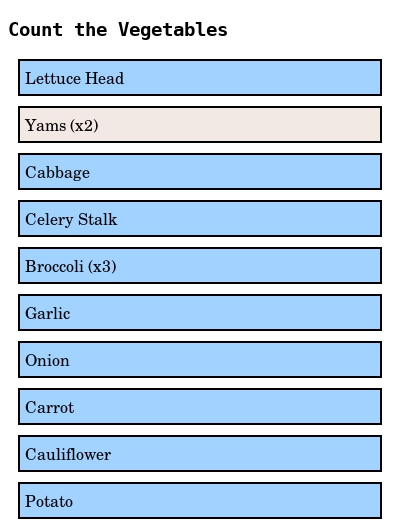 Count the Vegetables
Lettuce Head
Yams (x2)
Cabbage
Celery Stalk
Broccoli (x3)
Garlic
Onion
Carrot
Cauliflower
Potato